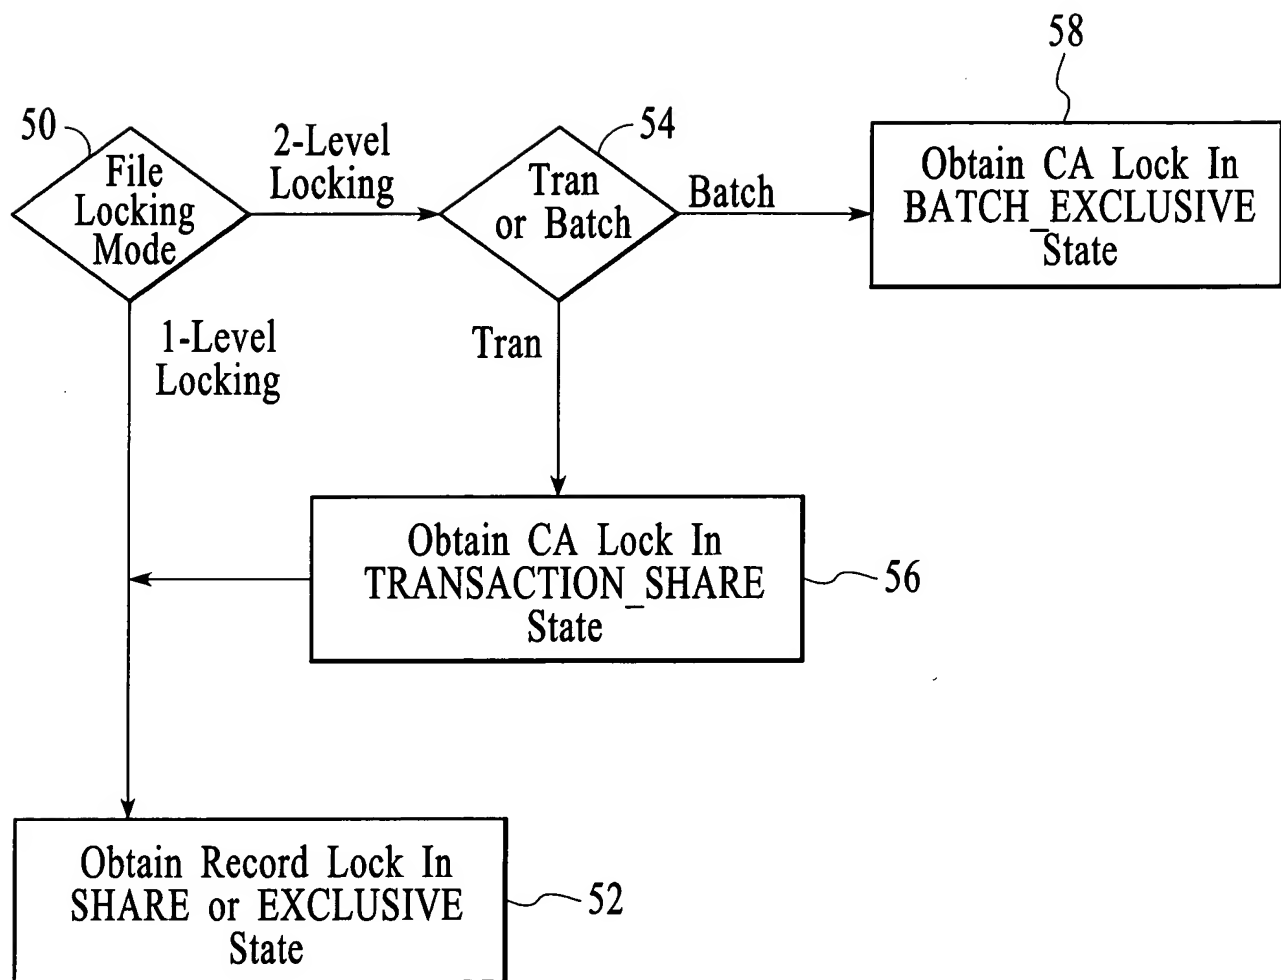 58
50
54
2-Level
Locking
File
Locking
Mode
Tran
or Batch
Batch
Obtain CA Lock In
BATCH_EXCLUSIVE
State
1-Level
Locking
Tran
Obtain CA Lock In
TRANSACTION_SHARE
State
56
Obtain Record Lock In
SHARE or EXCLUSIVE
State
52